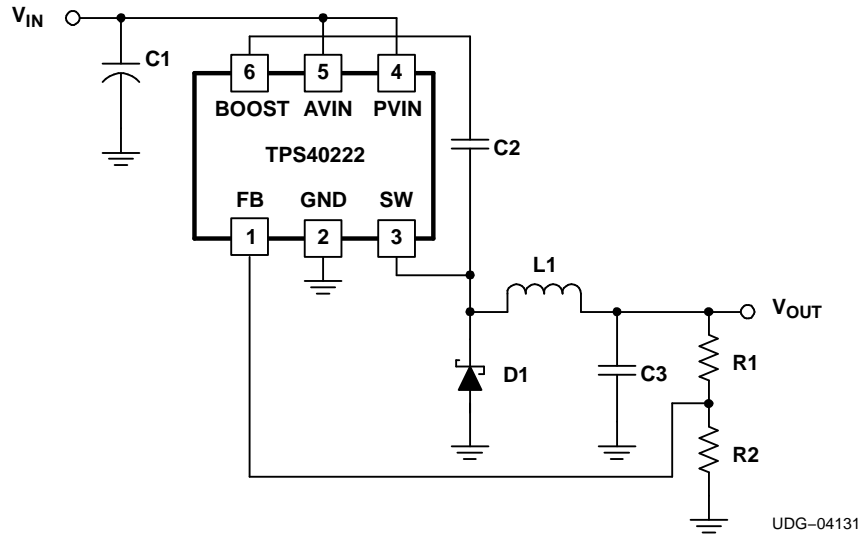 VIN
C1
6 5 4
BOOST AVIN PVIN
TPS40222
C2
FB GND SW
1 2 3
L1
VOUT
R1
D1
C3
R2
UDG–04131